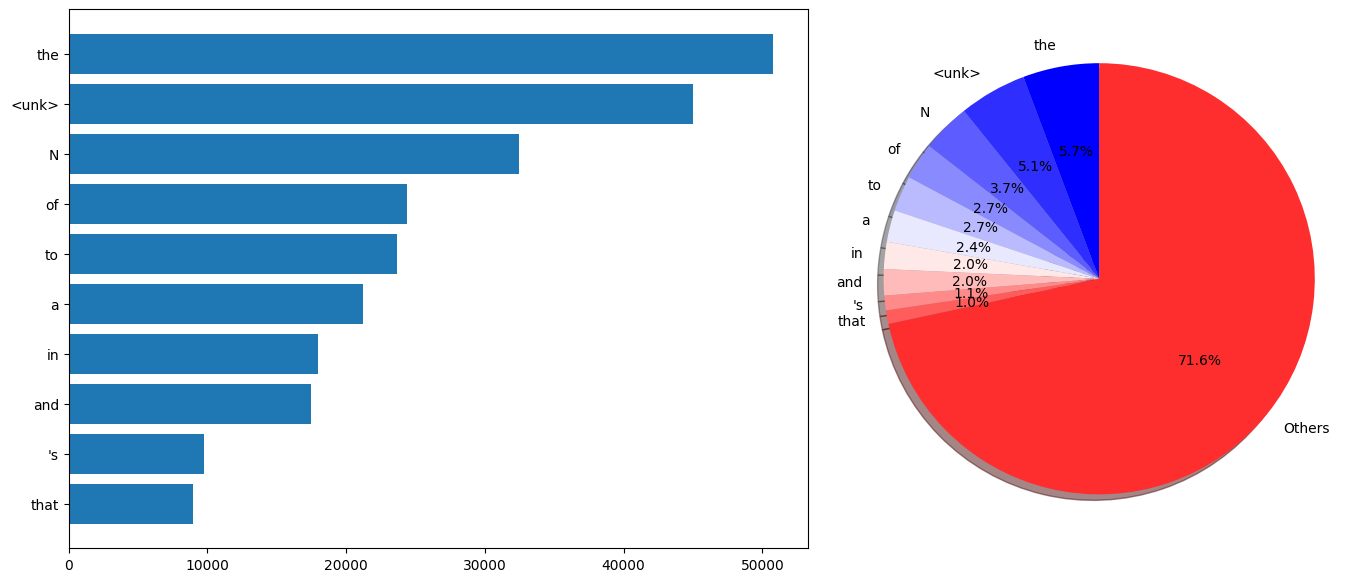 the
<unk>
N
of
to
a
in
and
's
that
0 10000 20000 30000 40000 50000
the
<unk>
N
of
to
a
in
and
's
that
Others
5.7%
5.1%
3.7%
2.7%
2.7%
2.4%
2.0%
2.0%
1.1%
1.0%
71.6%